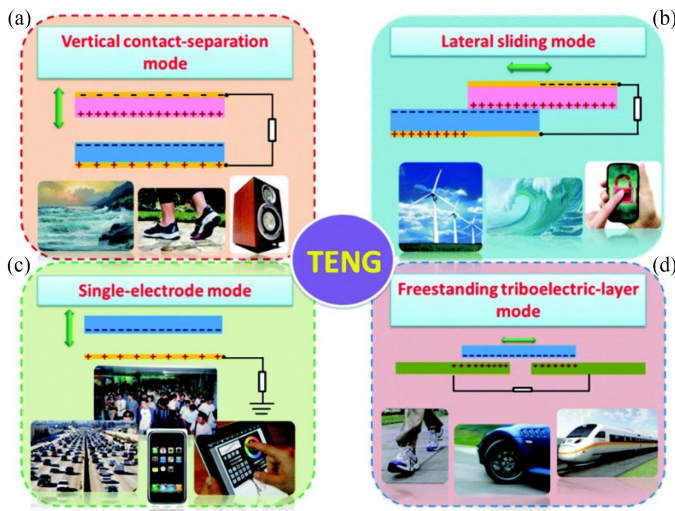 (a)
Vertical contact-separation
mode
(b)
Lateral sliding mode
TENG
(c)
Single-electrode mode
(d)
Freestanding triboelectric-layer
mode